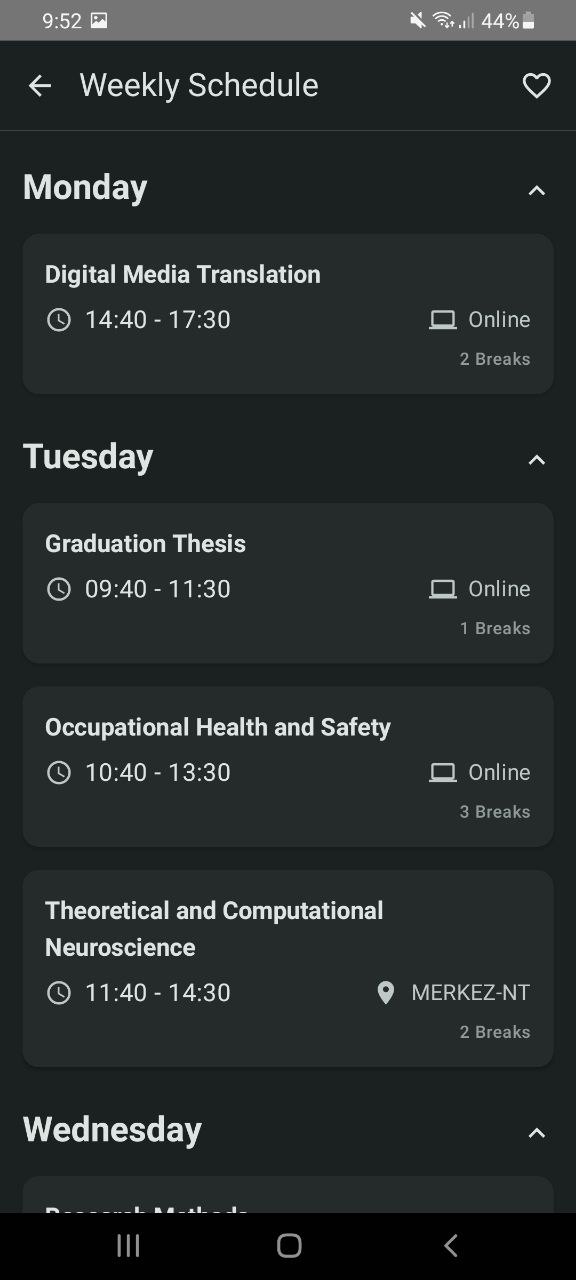 9:52
44%
Weekly Schedule
Monday
Digital Media Translation
14:40 - 17:30
Online
2 Breaks
Tuesday
Graduation Thesis
09:40 - 11:30
Online
1 Breaks
Occupational Health and Safety
10:40 - 13:30
Online
3 Breaks
Theoretical and Computational
Neuroscience
11:40 - 14:30
MERKEZ-NT
2 Breaks
Wednesday
Research Methods